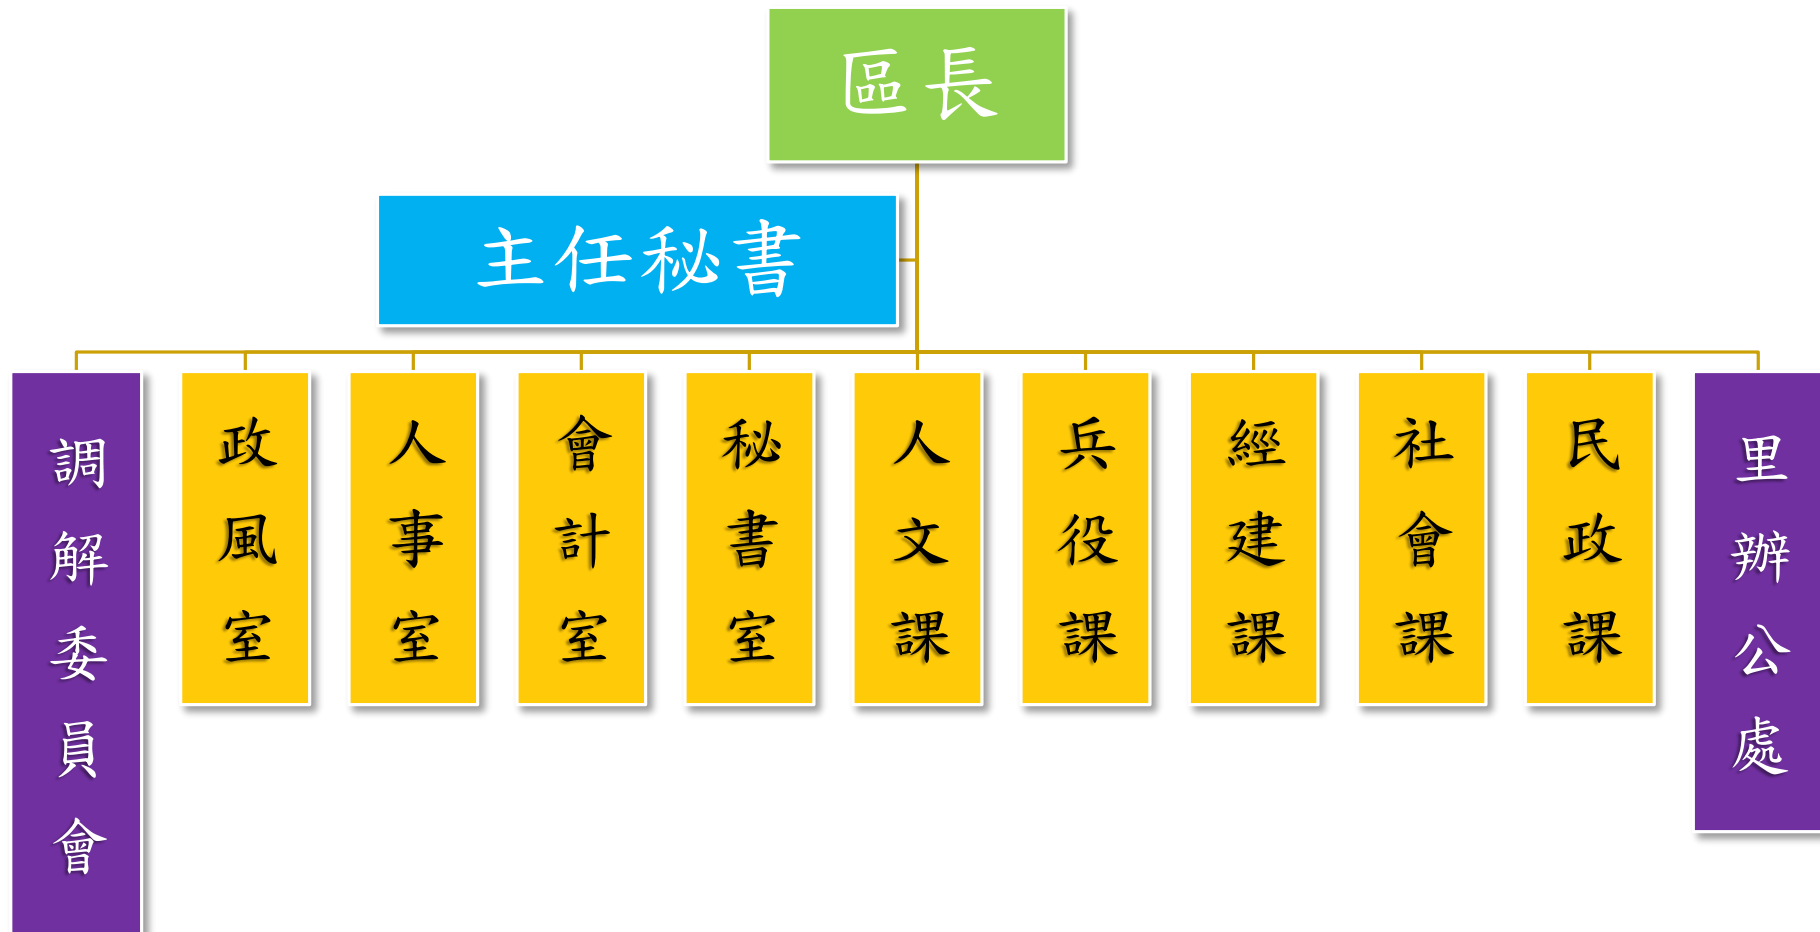 區長
主任秘書
調解委員會
政風室
人事室
會計室
秘書室
人文課
兵役課
經建課
社會課
民政課
里辦公處